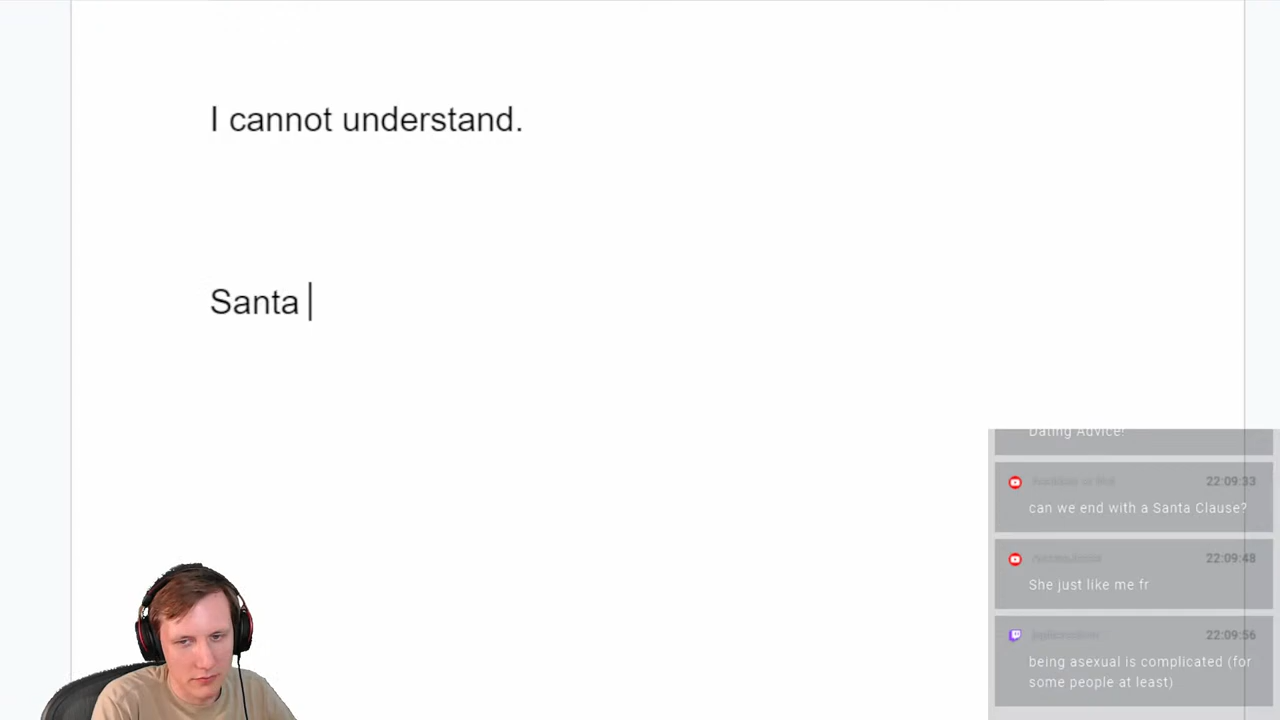 I cannot understand.
Santa
Dating Advice!
22:09:33
can we end with a Santa Clause?
22:09:48
She just like me fr
22:09:56
being asexual is complicated (for
some people at least)